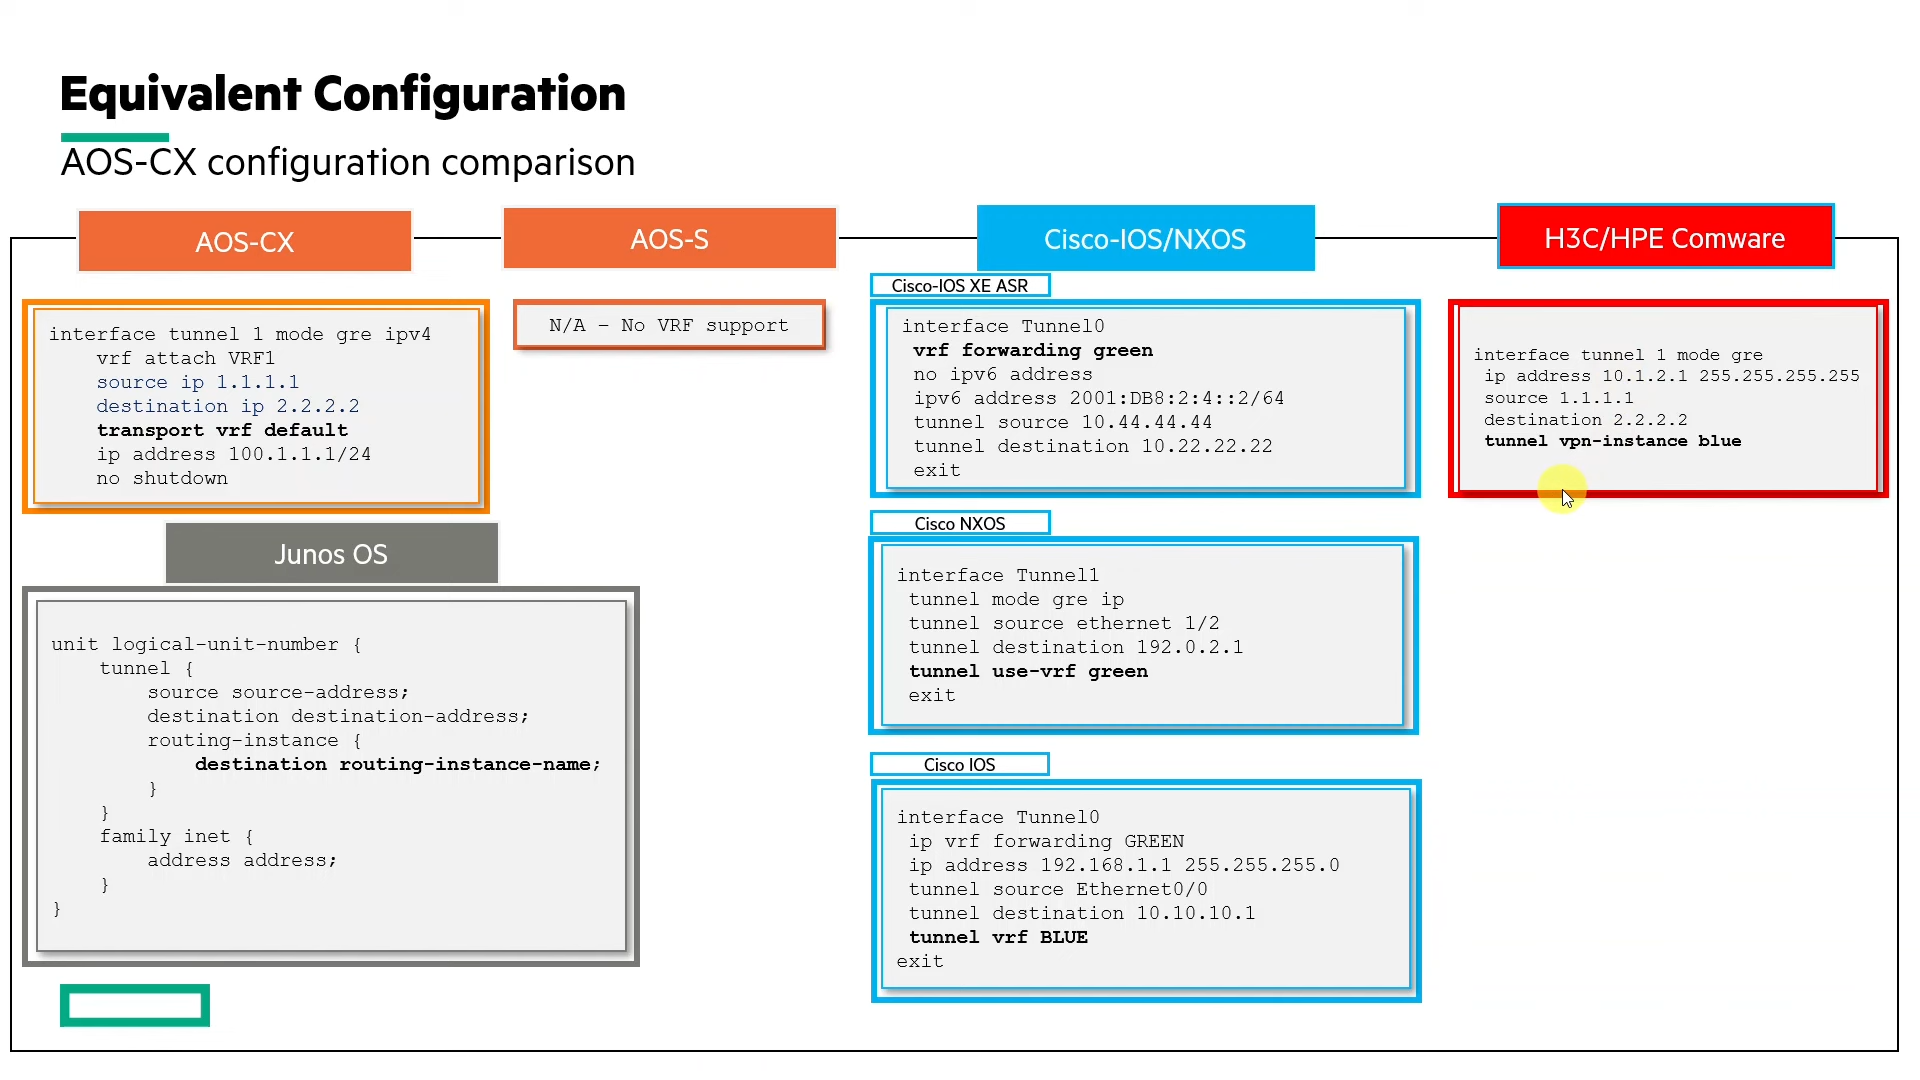 Equivalent Configuration
AOS-CX configuration comparison
AOS-CX
interface tunnel 1 mode gre ipv4
vrf attach VRF1
source ip 1.1.1.1
destination ip 2.2.2.2
transport vrf default
ip address 100.1.1.1/24
no shutdown
AOS-S
N/A – No VRF support
Cisco-IOS/NXOS
Cisco-IOS XE ASR
interface Tunnel0
vrf forwarding green
no ipv6 address
ipv6 address 2001:DB8:2:4::2/64
tunnel source 10.44.44.44
tunnel destination 10.22.22.22
exit
Cisco NXOS
interface Tunnel1
tunnel mode gre ip
tunnel source ethernet 1/2
tunnel destination 192.0.2.1
tunnel use-vrf green
exit
Cisco IOS
interface Tunnel0
ip vrf forwarding GREEN
ip address 192.168.1.1 255.255.255.0
tunnel source Ethernet0/0
tunnel destination 10.10.10.1
tunnel vrf BLUE
exit
H3C/HPE Comware
interface tunnel 1 mode gre
ip address 10.1.2.1 255.255.255.255
source 1.1.1.1
destination 2.2.2.2
tunnel vpn-instance blue
Junos OS
unit logical-unit-number {
tunnel {
source source-address;
destination destination-address;
routing-instance {
destination routing-instance-name;
}
}
family inet {
address address;
}
}